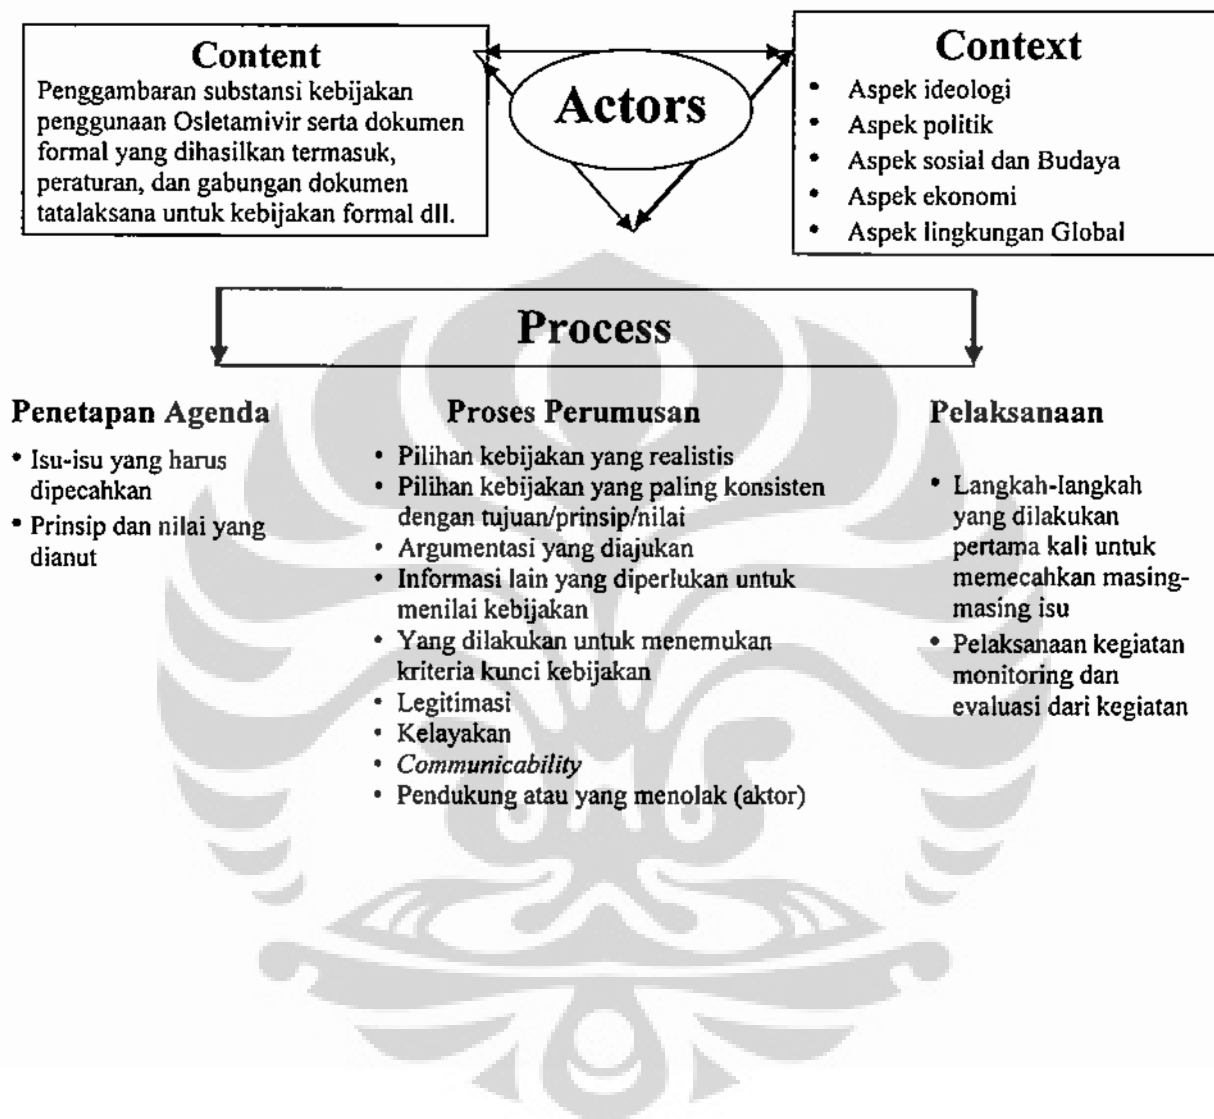 Content
Penggambaran substansi kebijakan
penggunaan Osletamivir serta dokumen
formal yang dihasilkan termasuk,
peraturan, dan gabungan dokumen
tatalaksana untuk kebijakan formal dll.
Actors
Context
• Aspek ideologi
• Aspek politik
• Aspek sosial dan Budaya
• Aspek ekonomi
• Aspek lingkungan Global
Process
Penetapan Agenda
• Isu-isu yang harus
dipecahkan
• Prinsip dan nilai yang
dianut
Proses Perumusan
• Pilihan kebijakan yang realistis
• Pilihan kebijakan yang paling konsisten
dengan tujuan/prinsip/nilai
• Argumentasi yang diajukan
• Informasi lain yang diperlukan untuk
menilai kebijakan
• Yang dilakukan untuk menemukan
kriteria kunci kebijakan
• Legitimasi
• Kelayakan
• Communicability
• Pendukung atau yang menolak (aktor)
Pelaksanaan
• Langkah-langkah
yang dilakukan
pertama kali untuk
memecahkan masing-
masing isu
• Pelaksanaan kegiatan
monitoring dan
evaluasi dari kegiatan